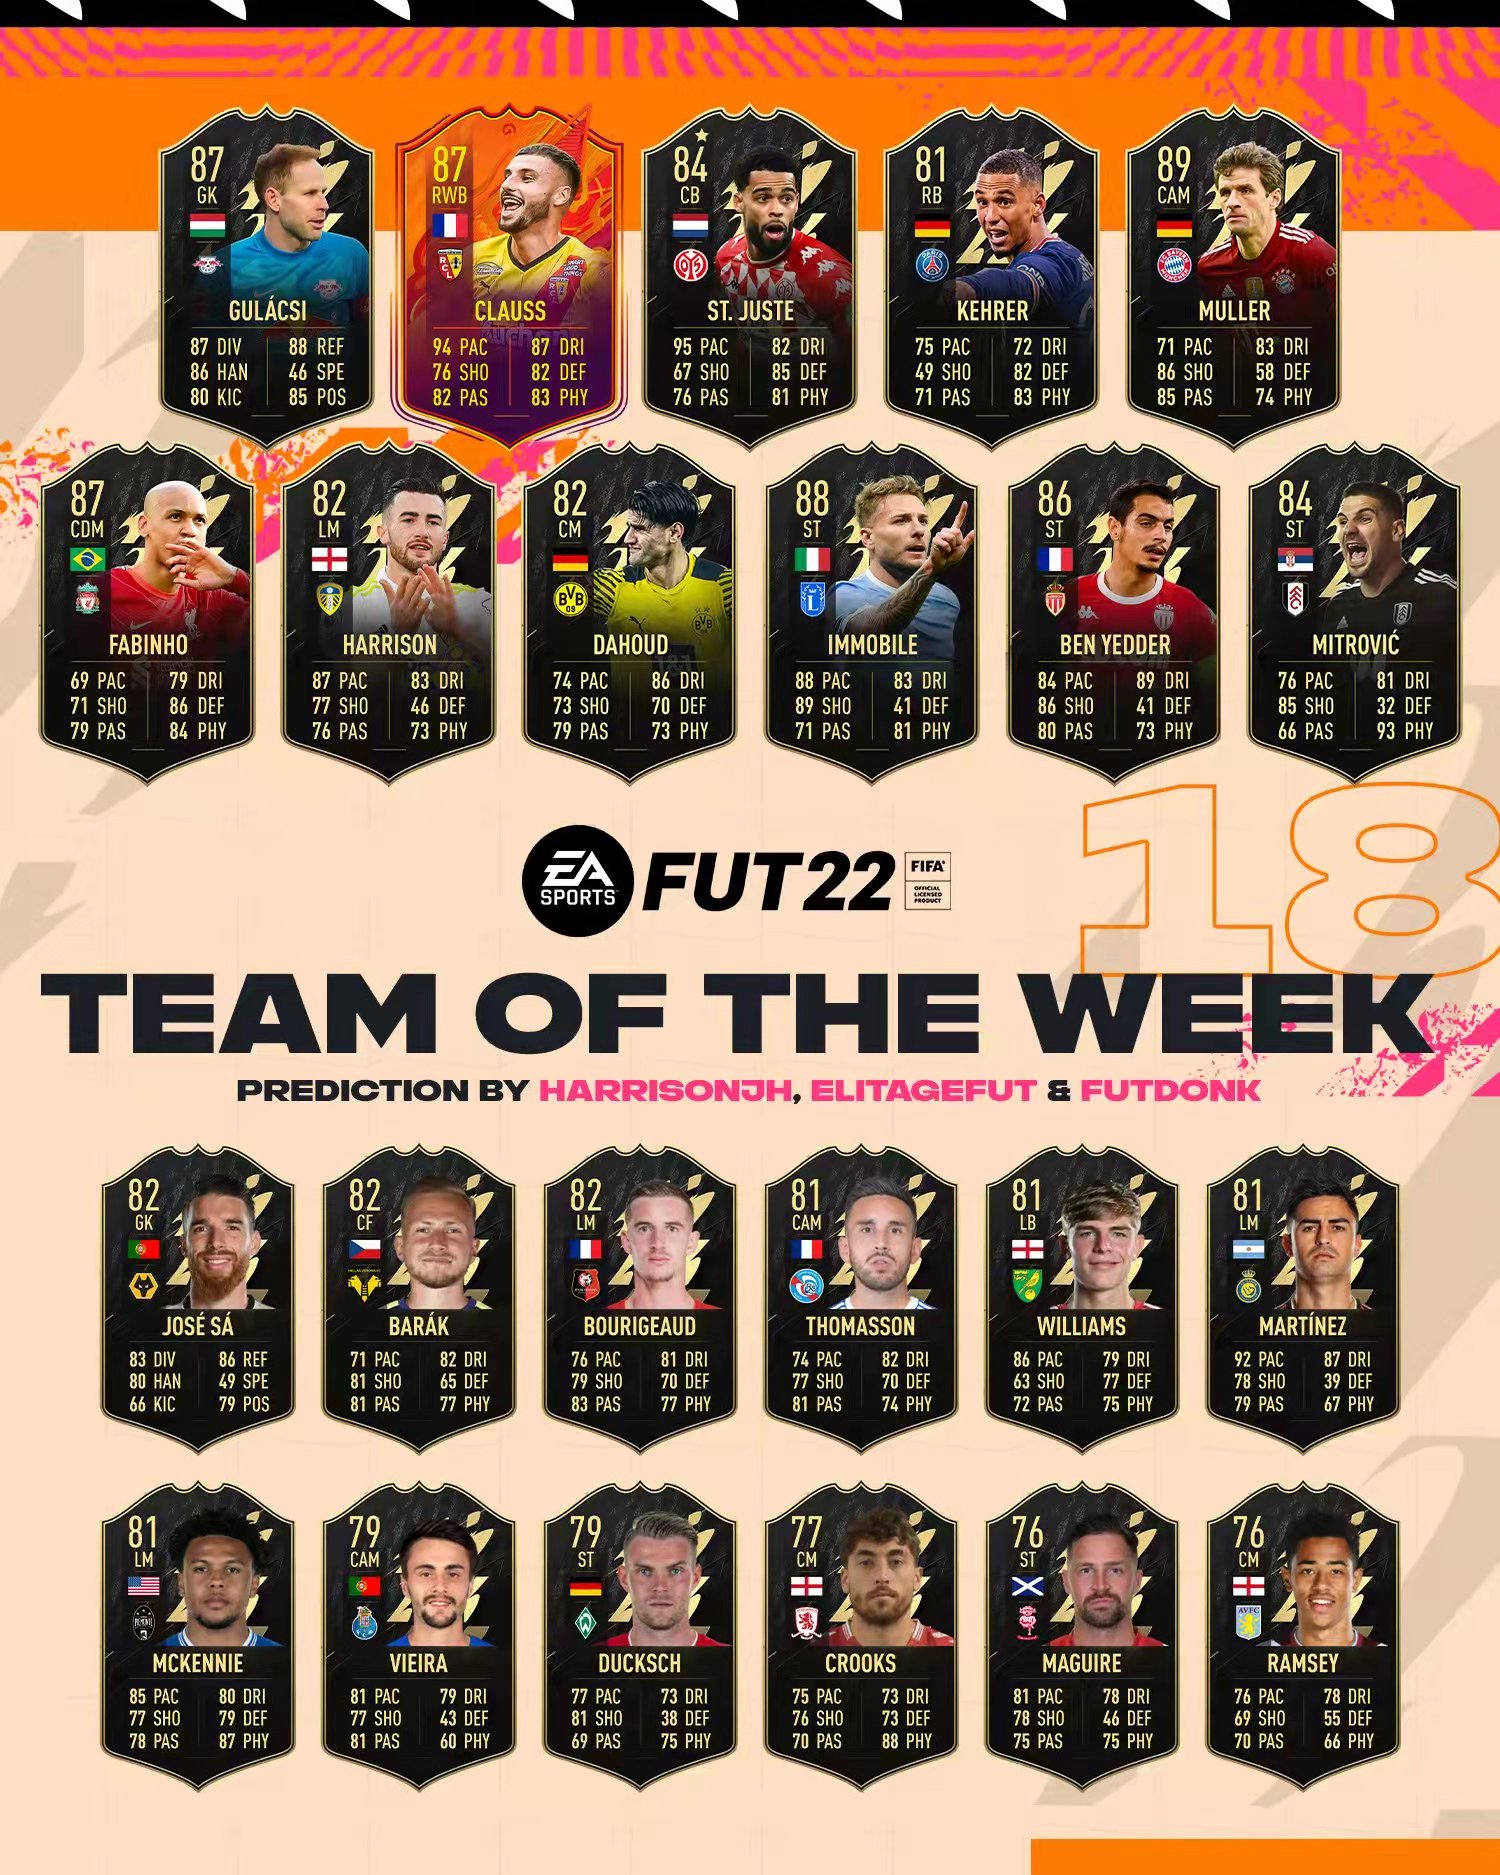 87 GK
GULÁCSI
87 DIV 88 REF
86 HAN 46 SPE
80 KIC 85 POS
87 RWB
CLAUSS
94 PAC 87 DRI
76 SHO 82 DEF
82 PAS 83 PHY
84 CB
ST. JUSTE
95 PAC 82 DRI
67 SHO 85 DEF
76 PAS 81 PHY
81 RB
KEHRER
75 PAC 72 DRI
49 SHO 82 DEF
71 PAS 83 PHY
89 CAM
MULLER
71 PAC 83 DRI
86 SHO 58 DEF
85 PAS 74 PHY
87 CDM
FABINHO
69 PAC 79 DRI
71 SHO 86 DEF
79 PAS 84 PHY
82 LM
HARRISON
87 PAC 83 DRI
77 SHO 46 DEF
76 PAS 73 PHY
82 CM
DAHOUD
74 PAC 86 DRI
73 SHO 70 DEF
79 PAS 73 PHY
88 ST
IMMOBILE
88 PAC 83 DRI
89 SHO 41 DEF
71 PAS 81 PHY
86 ST
BEN YEDDER
84 PAC 89 DRI
86 SHO 41 DEF
80 PAS 73 PHY
84 ST
MITROVIĆ
76 PAC 81 DRI
85 SHO 32 DEF
66 PAS 93 PHY
EA SPORTS FUT 22 FIFA OFFICIAL LICENSED PRODUCT
18
TEAM OF THE WEEK
PREDICTION BY HARRISONJH, ELITAGEFUT & FUTDONK
82 GK
JOSÉ SÁ
83 DIV 86 REF
80 HAN 49 SPE
66 KIC 79 POS
82 CF
BARÁK
71 PAC 82 DRI
81 SHO 65 DEF
81 PAS 77 PHY
82 LM
BOURIGEAUD
76 PAC 81 DRI
79 SHO 70 DEF
83 PAS 77 PHY
81 CAM
THOMASSON
74 PAC 82 DRI
77 SHO 70 DEF
81 PAS 74 PHY
81 LB
WILLIAMS
86 PAC 79 DRI
63 SHO 77 DEF
72 PAS 75 PHY
81 LM
MARTÍNEZ
92 PAC 87 DRI
78 SHO 39 DEF
79 PAS 67 PHY
81 LM
MCKENNIE
85 PAC 80 DRI
77 SHO 79 DEF
78 PAS 87 PHY
79 CAM
VIEIRA
81 PAC 79 DRI
77 SHO 43 DEF
81 PAS 60 PHY
79 ST
DUCKSCH
77 PAC 73 DRI
81 SHO 38 DEF
69 PAS 75 PHY
77 CM
CROOKS
75 PAC 73 DRI
76 SHO 73 DEF
70 PAS 88 PHY
76 ST
MAGUIRE
81 PAC 78 DRI
78 SHO 46 DEF
75 PAS 75 PHY
76 CM
RAMSEY
76 PAC 78 DRI
69 SHO 55 DEF
70 PAS 66 PHY